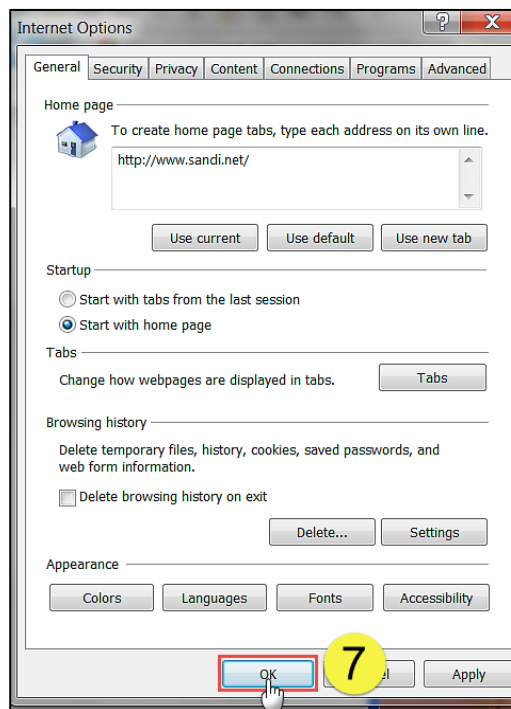 Internet Options
General Security Privacy Content Connections Programs Advanced
Home page
To create home page tabs, type each address on its own line.
http://www.sandi.net/
Use current Use default Use new tab
Startup
Start with tabs from the last session
Start with home page
Tabs
Change how webpages are displayed in tabs.
Tabs
Browsing history
Delete temporary files, history, cookies, saved passwords, and
web form information.
Delete browsing history on exit
Delete... Settings
Appearance
Colors Languages Fonts Accessibility
OK 7 Apply